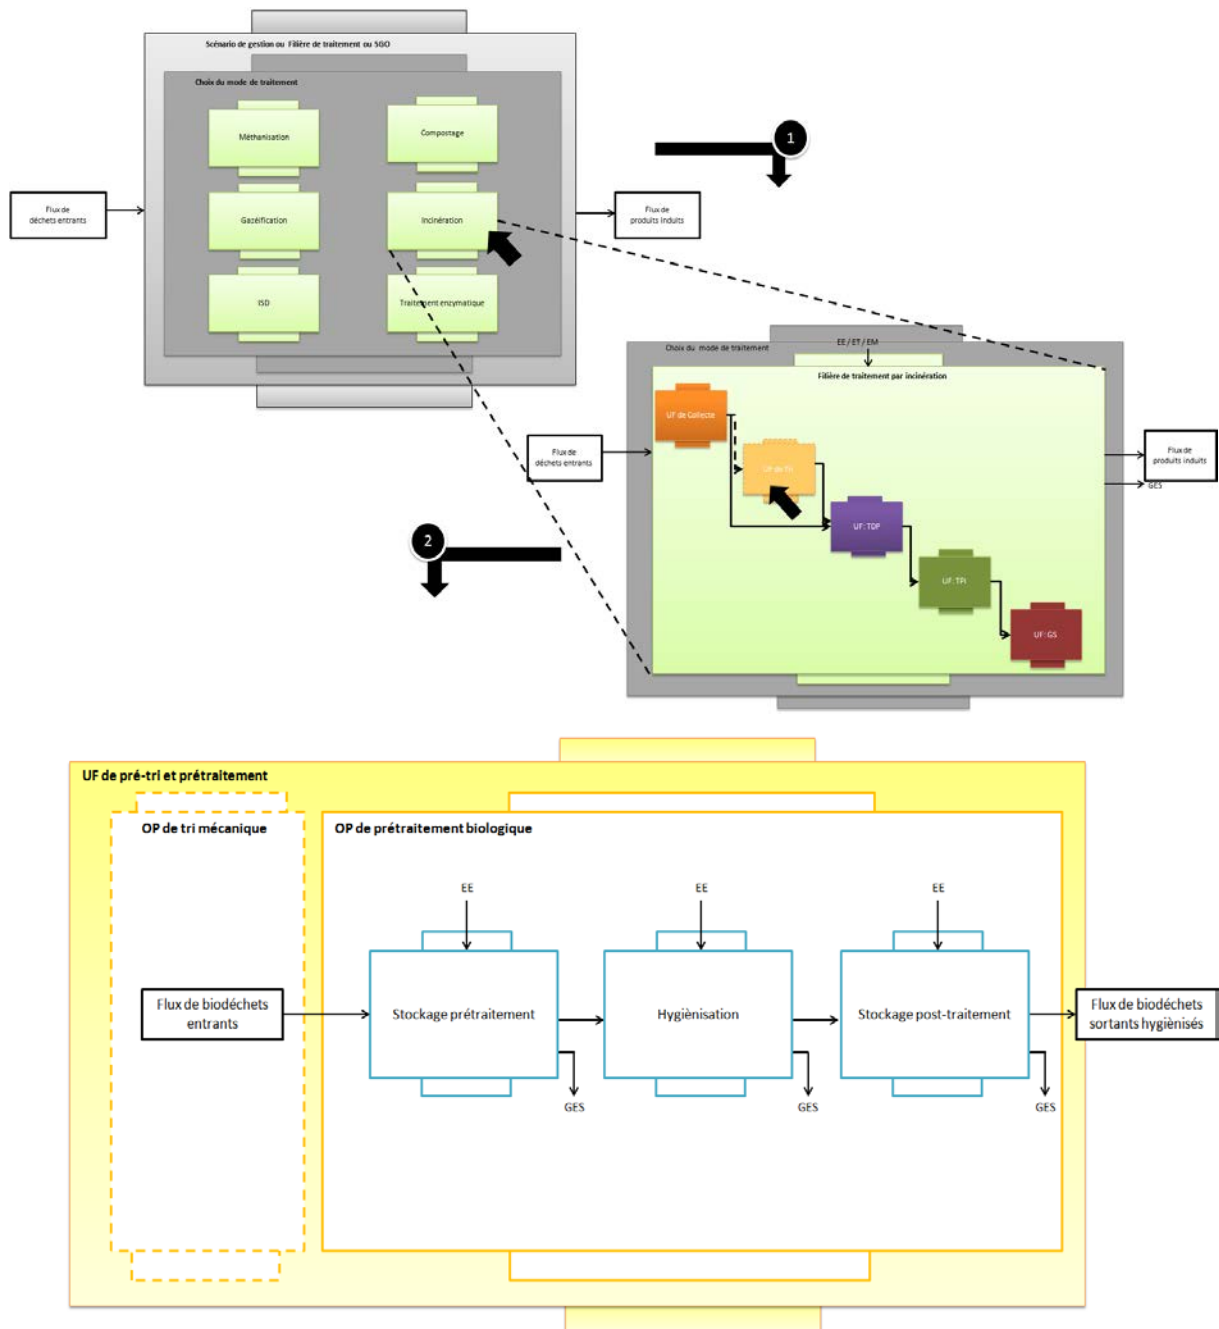 Scénario de gestion ou Filière de traitement ou SGO
Choix du mode de traitement
Méthanisation
Compostage
1
Flux de
déchets entrants
Gazéification
Incinération
Flux de
produits induits
ISD
Traitement enzymatique
Choix du mode de traitement
EE / ET / EM
Filière de traitement par incinération
UF de Collecte
Flux de
déchets entrants
UF de Tri
Flux de
produits induits
GES
UF: TDP
2
UF: TPI
UF: GS
UF de pré-tri et prétraitement
OP de tri mécanique
OP de prétraitement biologique
EE
EE
EE
Flux de biodéchets
entrants
Stockage prétraitement
Hygiènisation
Stockage post-traitement
Flux de biodéchets
sortants hygiènisés
GES
GES
GES